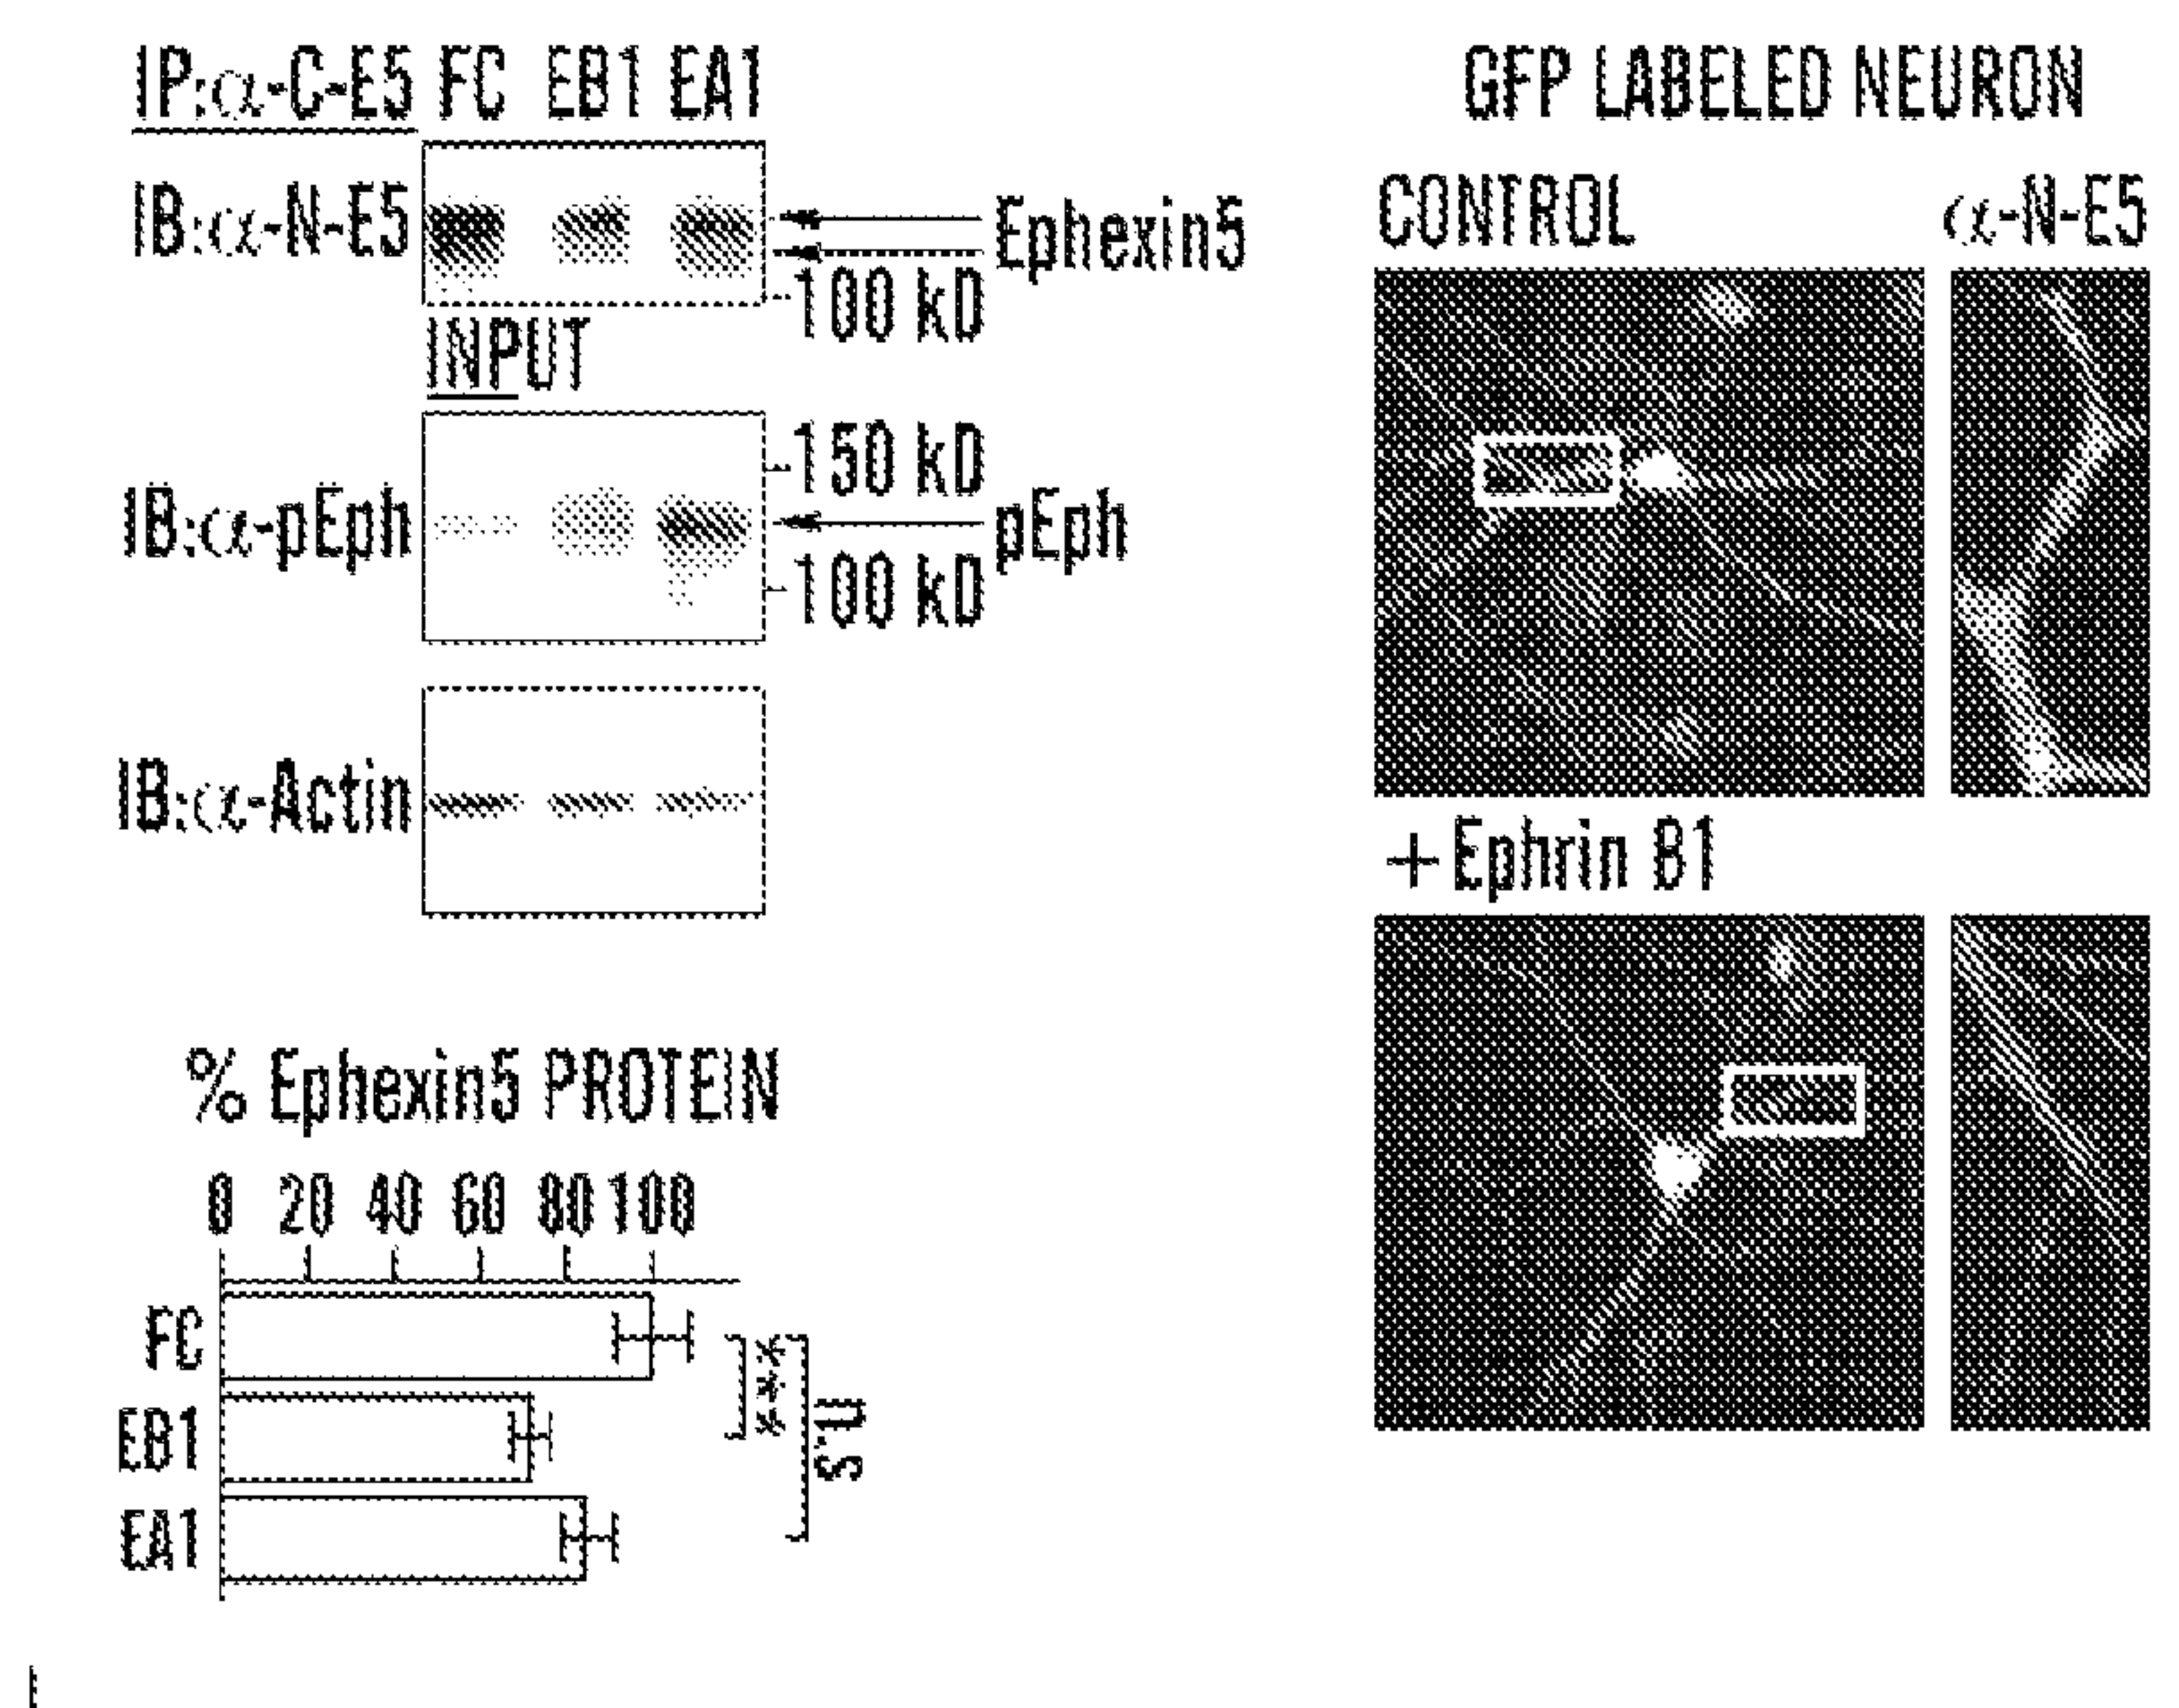 IP:α-C-E5 FC EB1 EA1
IB:α-N-E5
Ephexin5
100 kD
INPUT
150 kD
IB:α-pEph
pEph
100 kD
IB:α-Actin
% Ephexin5 PROTEIN
0 20 40 60 80 100
FC
EB1
EA1
***
n.s
GFP LABELED NEURON
CONTROL
α-N-E5
+Ephrin B1